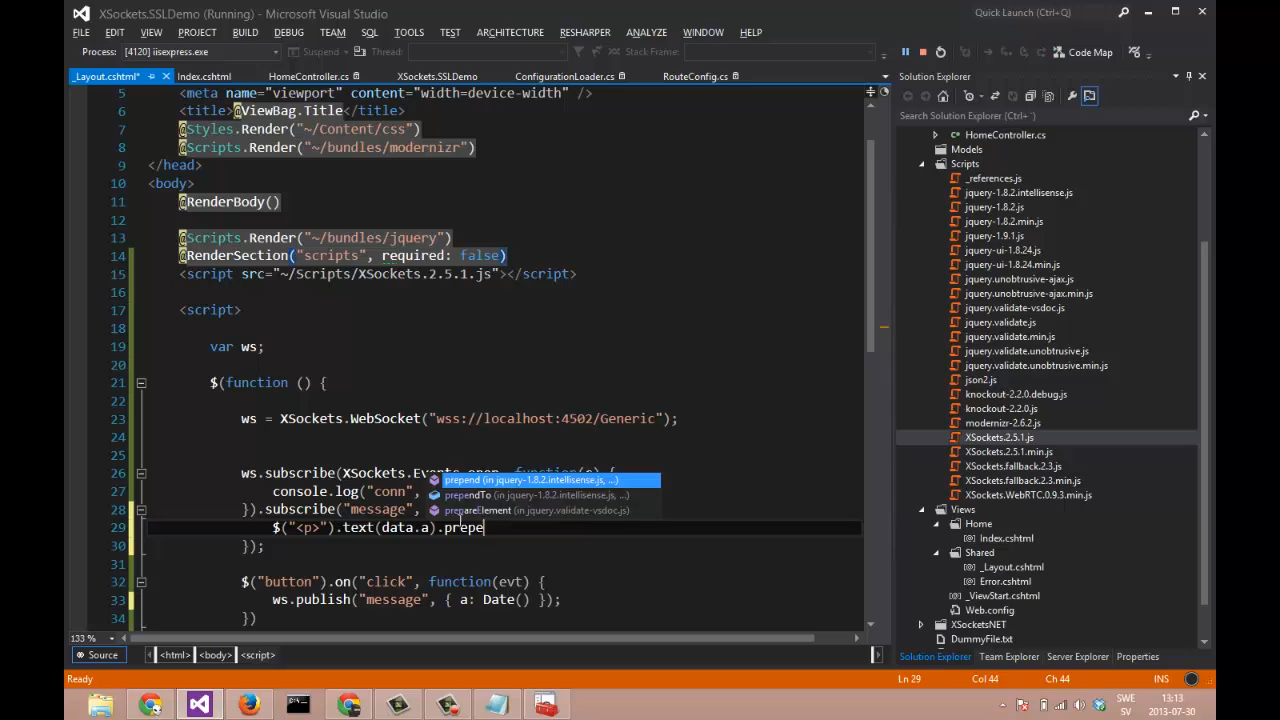 XSockets.SSLDemo (Running) - Microsoft Visual Studio
Quick Launch (Ctrl+Q)
FILE EDIT VIEW PROJECT BUILD DEBUG TEAM SQL TOOLS TEST ARCHITECTURE RESHARPER ANALYZE WINDOW HELP
Process: [4120] iisexpress.exe Suspend Thread: Stack Frame: Code Map
_Layout.cshtml* Index.cshtml HomeController.cs XSockets.SSLDemo ConfigurationLoader.cs RouteConfig.cs
5 <meta name="viewport" content="width=device-width" />
6 <title>@ViewBag.Title</title>
7 @Styles.Render("~/Content/css")
8 @Scripts.Render("~/bundles/modernizr")
9 </head>
10 <body>
11 @RenderBody()
12
13 @Scripts.Render("~/bundles/jquery")
14 @RenderSection("scripts", required: false)
15 <script src="~/Scripts/XSockets.2.5.1.js"></script>
16
17 <script>
18
19 var ws;
20
21 $(function () {
22
23 ws = XSockets.WebSocket("wss://localhost:4502/Generic");
24
25
26 ws.subscribe(XSockets.Events.open, function(c) {
27 console.log("conn",
28 }).subscribe("message",
29 $("<p>").text(data.a).prepe
30 });
31
32 $("button").on("click", function(evt) {
33 ws.publish("message", { a: Date() });
34 })
prepend (in jquery-1.8.2.intellisense.js, ...)
prependTo (in jquery-1.8.2.intellisense.js, ...)
prepareElement (in jquery.validate-vsdoc.js)
133 %
Source <html> <body> <script>
Solution Explorer
Search Solution Explorer (Ctrl+¨)
HomeController.cs
Models
Scripts
_references.js
jquery-1.8.2.intellisense.js
jquery-1.8.2.js
jquery-1.8.2.min.js
jquery-1.9.1.js
jquery-ui-1.8.24.js
jquery-ui-1.8.24.min.js
jquery.unobtrusive-ajax.js
jquery.unobtrusive-ajax.min.js
jquery.validate-vsdoc.js
jquery.validate.js
jquery.validate.min.js
jquery.validate.unobtrusive.js
jquery.validate.unobtrusive.min.js
json2.js
knockout-2.2.0.debug.js
knockout-2.2.0.js
modernizr-2.6.2.js
XSockets.2.5.1.js
XSockets.2.5.1.min.js
XSockets.fallback.2.3.js
XSockets.fallback.2.3.min.js
XSockets.WebRTC.0.9.3.min.js
Views
Home
Index.cshtml
Shared
_Layout.cshtml
Error.cshtml
_ViewStart.cshtml
Web.config
XSocketsNET
DummyFile.txt
Solution Explorer Team Explorer Server Explorer Properties
Ready Ln 29 Col 44 Ch 44 INS
SWE
SV
13:13
2013-07-30